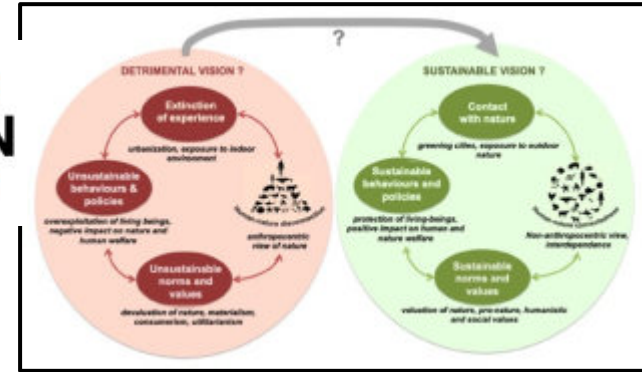 N
?
DETRIMENTAL VISION ?
Extinction
of experience
urbanization, exposure to indoor
environment
Unsustainable
behaviours &
policies
overexploitation of living beings,
negative impact on nature and
human welfare
human-nature disconnection
anthropocentric
view of nature
Unsustainable
norms and
values
devaluation of nature, materialism,
consumerism, utilitarianism
SUSTAINABLE VISION ?
Contact
with nature
greening cities, exposure to outdoor
nature
Sustainable
behaviours and
policies
protection of living-beings,
positive impact on human and
nature welfare
Non-anthropocentric view,
interdependence
Sustainable
norms and
values
valuation of nature, pro-nature, humanistic
and social values